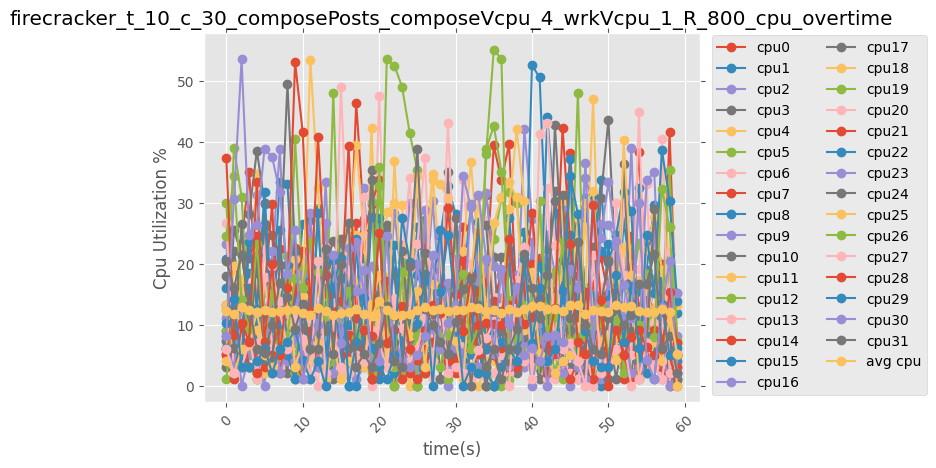 firecracker_t_10_c_30_composePosts_composeVcpu_4_wrkVcpu_1_R_800_cpu_overtime
Cpu Utilization %
50
40
30
20
10
0
0
10
20
30
40
50
60
time(s)
cpu0
cpu1
cpu2
cpu3
cpu4
cpu5
cpu6
cpu7
cpu8
cpu9
cpu10
cpu11
cpu12
cpu13
cpu14
cpu15
cpu16
cpu17
cpu18
cpu19
cpu20
cpu21
cpu22
cpu23
cpu24
cpu25
cpu26
cpu27
cpu28
cpu29
cpu30
cpu31
avg cpu